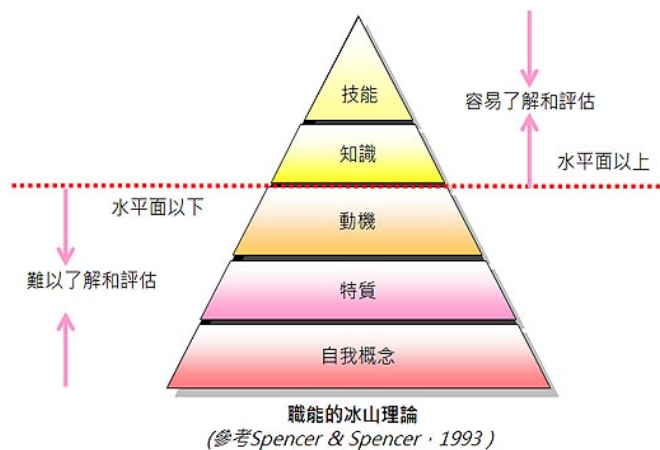 技能
容易了解和評估
知識
水平面以上
水平面以下
動機
難以了解和評估
特質
自我概念
職能的冰山理論
(參考Spencer & Spencer，1993)